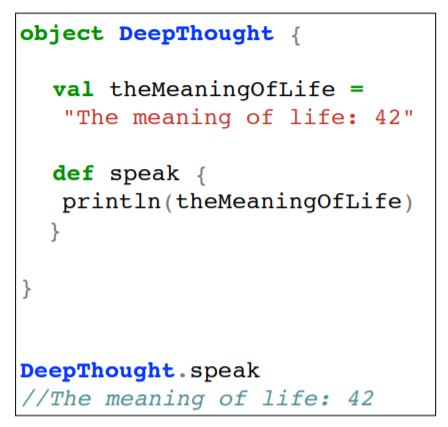 object DeepThought {
val theMeaningOfLife =
"The meaning of life: 42"
def speak {
println(theMeaningOfLife)
}
}
DeepThought.speak
//The meaning of life: 42